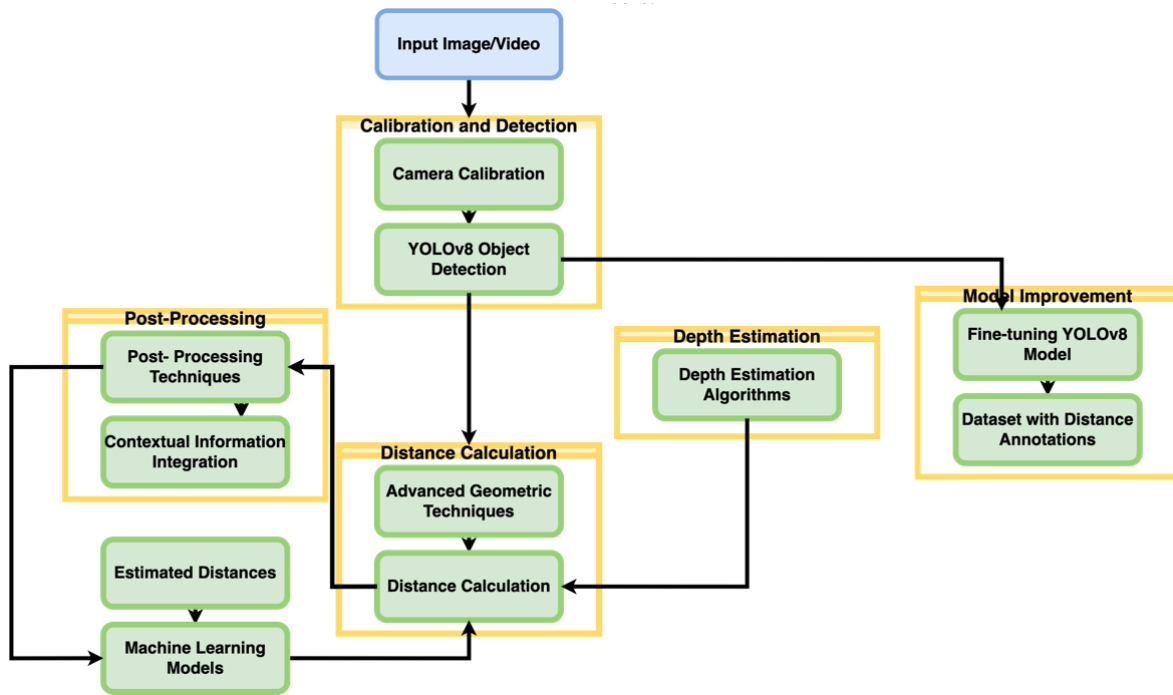 Input Image/Video
Calibration and Detection
Camera Calibration
YOLOv8 Object
Detection
Model Improvement
Fine-tuning YOLOv8
Model
Dataset with Distance
Annotations
Post-Processing
Post- Processing
Techniques
Contextual Information
Integration
Depth Estimation
Depth Estimation
Algorithms
Distance Calculation
Advanced Geometric
Techniques
Distance Calculation
Estimated Distances
Machine Learning
Models